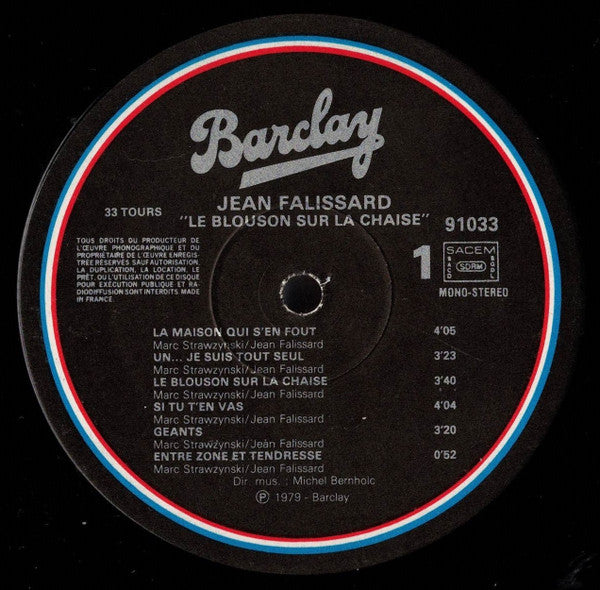 Barclay
JEAN FALISSARD
"LE BLOUSON SUR LA CHAISE"
33 TOURS
91033
TOUS DROITS DU PRODUCTEUR DE
L'ŒUVRE PHONOGRAPHIQUE ET DU
PROPRIÉTAIRE DE L'ŒUVRE ENREGIS-
TRÉE RÉSERVÉS SAUF AUTORISATION.
LA DUPLICATION, LA LOCATION, LE
PRÊT, OU L'UTILISATION DE CE DISQUE
POUR EXÉCUTION PUBLIQUE ET RA-
DIODIFFUSION SONT INTERDITS. MADE
IN FRANCE.
1
SACEM
SACD
SDRM
SGDL
MONO-STEREO
LA MAISON QUI S'EN FOUT 4'05
Marc Strawzynski/Jean Falissard
UN... JE SUIS TOUT SEUL 3'23
Marc Strawzynski/Jean Falissard
LE BLOUSON SUR LA CHAISE 3'40
Marc Strawzynski/Jean Falissard
SI TU T'EN VAS 4'04
Marc Strawzynski/Jean Falissard
GEANTS 3'20
Marc Strawzynski/Jean Falissard
ENTRE ZONE ET TENDRESSE 0'52
Marc Strawzynski/Jean Falissard
Dir. mus. : Michel Bernholc
℗ 1979 - Barclay